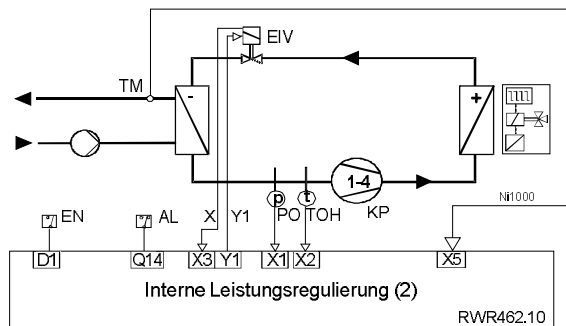 EIV
TM
-
+
1-4
p
t
Ni1000
EN
AL
X
Y1
PO
TOH
KP
D1
Q14
X3
Y1
X1
X2
X5
Interne Leistungsregulierung (2)
RWR462.10